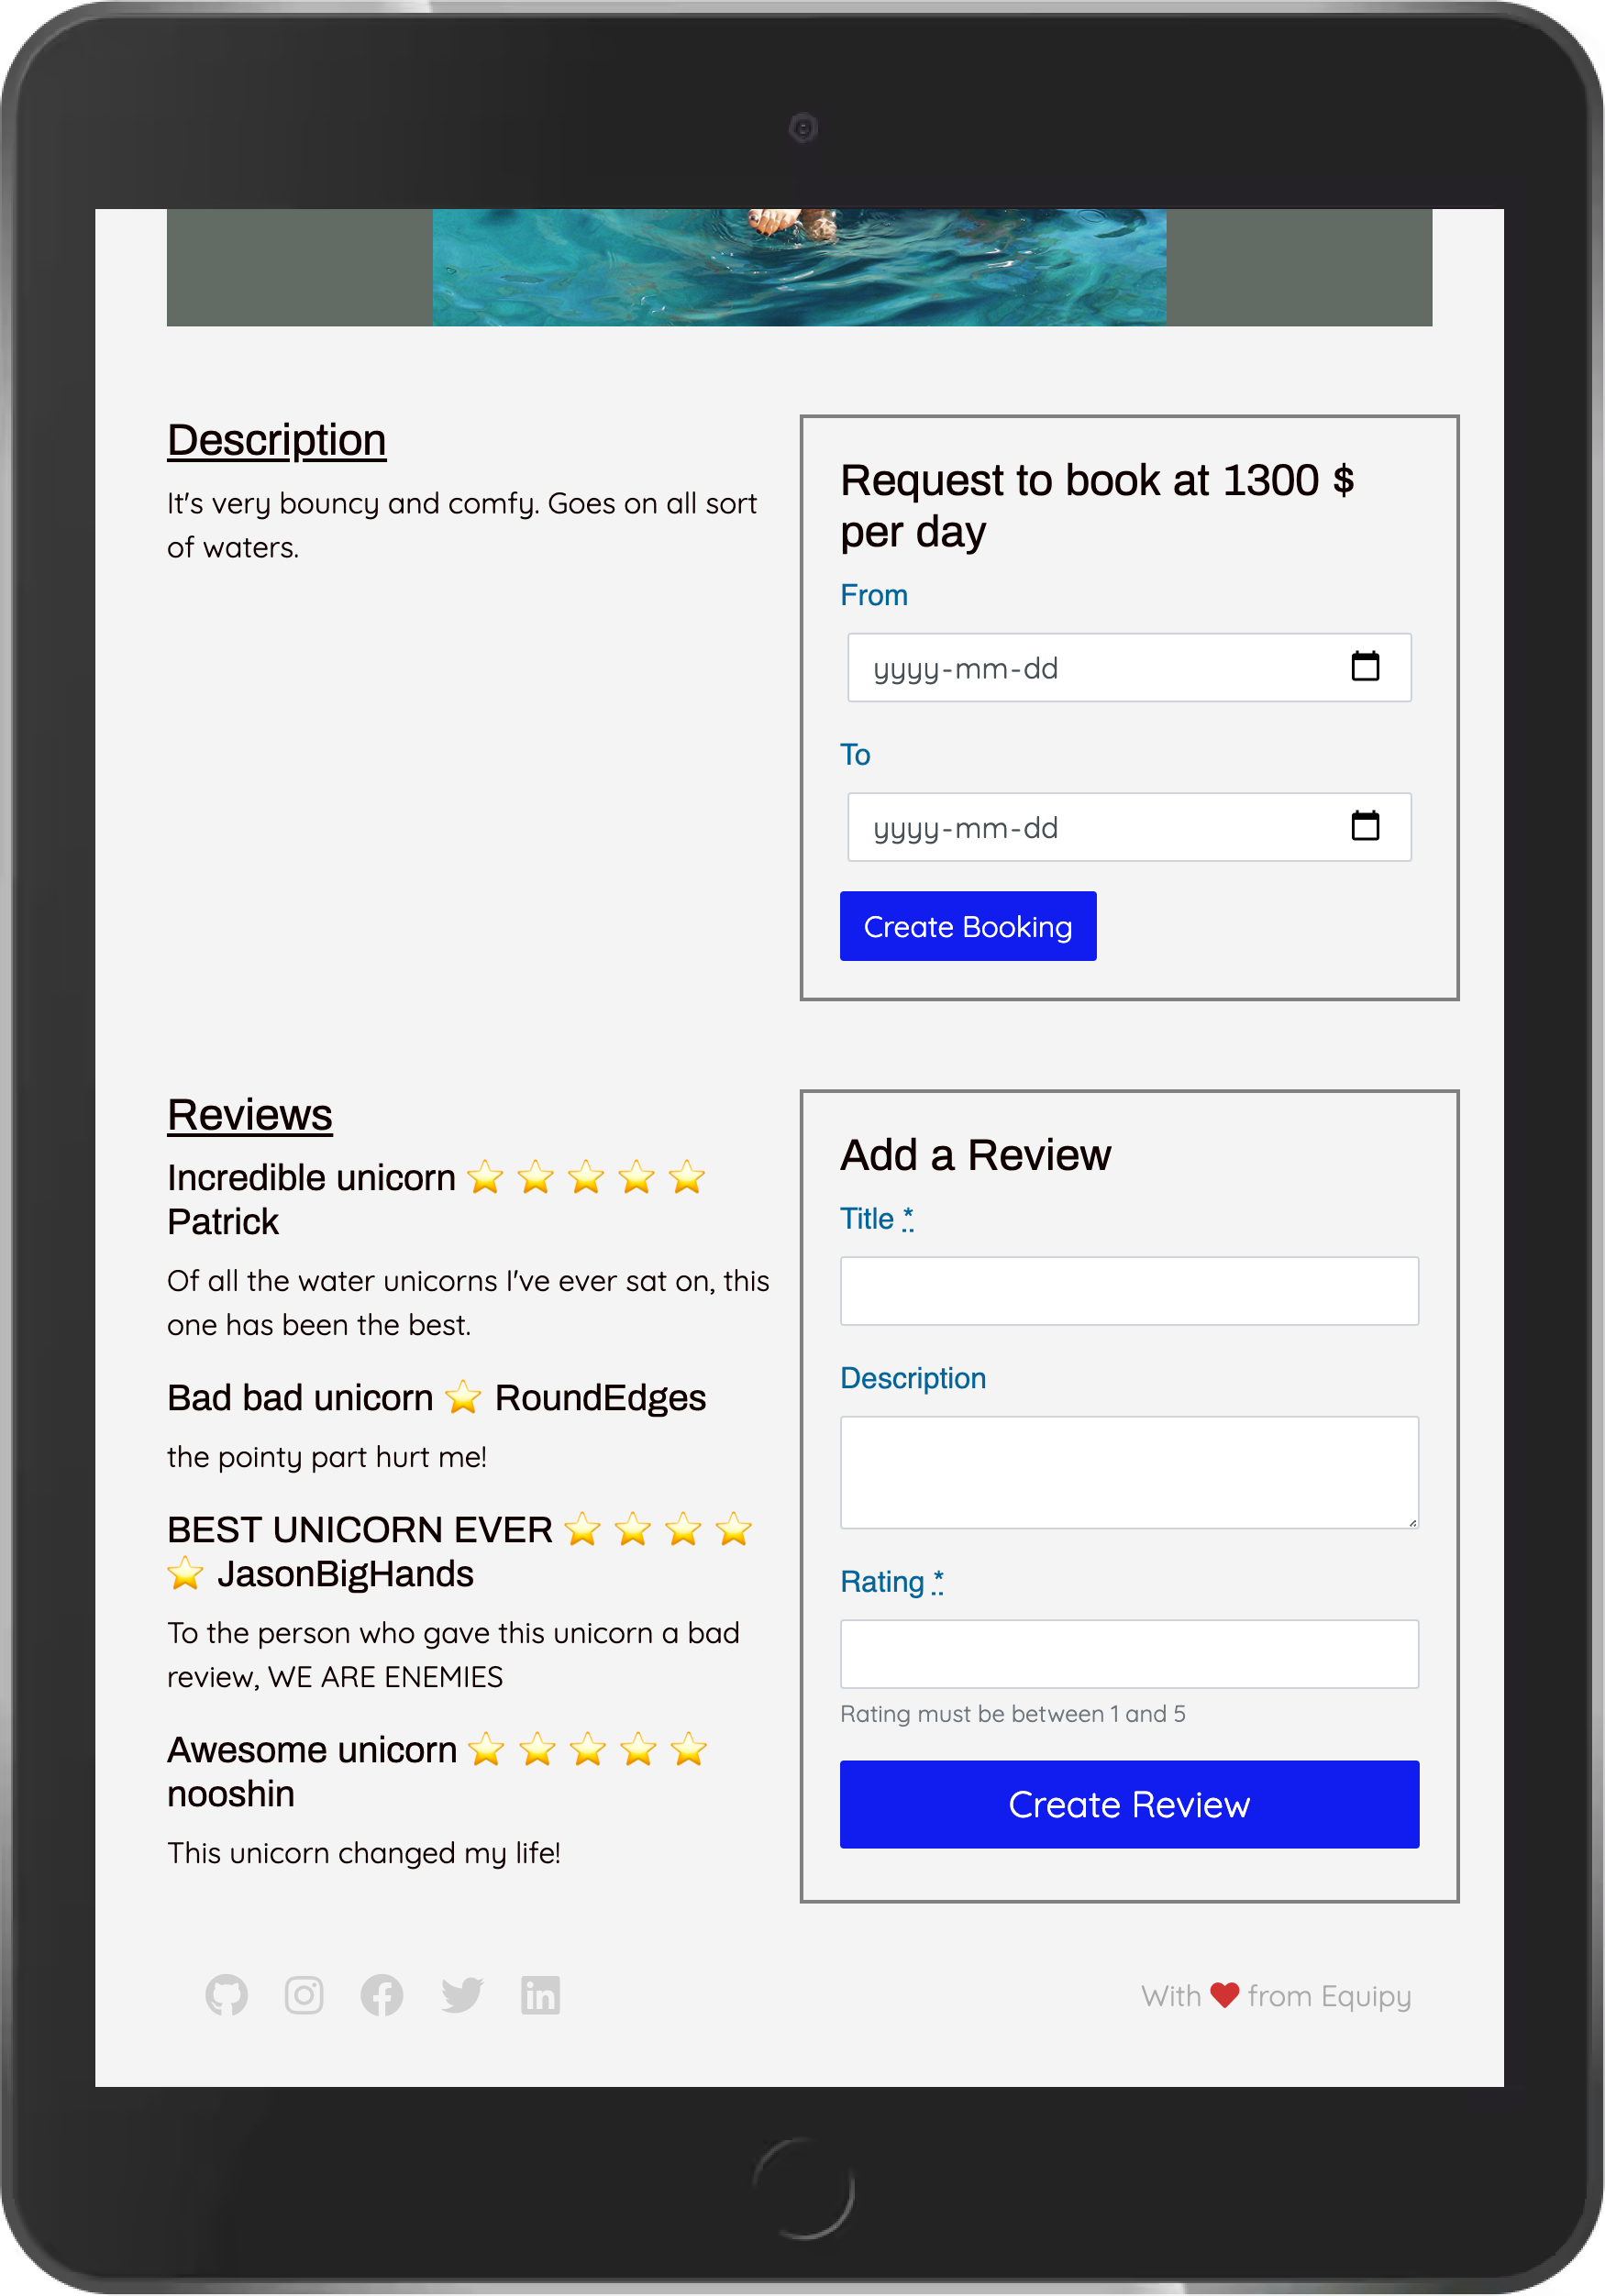 Description
It's very bouncy and comfy. Goes on all sort
of waters.
Request to book at 1300 $
per day
From
yyyy-mm-dd
To
yyyy-mm-dd
Create Booking
Reviews
Incredible unicorn ⭐ ⭐ ⭐ ⭐ ⭐
Patrick
Of all the water unicorns I've ever sat on, this
one has been the best.
Bad bad unicorn ⭐ RoundEdges
the pointy part hurt me!
BEST UNICORN EVER ⭐ ⭐ ⭐ ⭐
⭐ JasonBigHands
To the person who gave this unicorn a bad
review, WE ARE ENEMIES
Awesome unicorn ⭐ ⭐ ⭐ ⭐ ⭐
nooshin
This unicorn changed my life!
Add a Review
Title *
Description
Rating *
Rating must be between 1 and 5
Create Review
With ❤ from Equipy